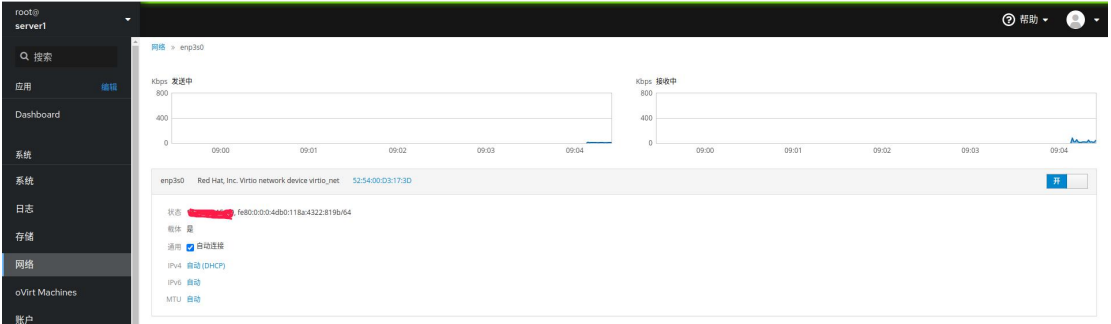 root@
server1
帮助
搜索
应用 编辑
Dashboard
系统
系统
日志
存储
网络
oVirt Machines
账户
网络 » enp3s0
Kbps 发送中
800
400
0
09:00 09:01 09:02 09:03 09:04
Kbps 接收中
800
400
0
09:00 09:01 09:02 09:03 09:04
enp3s0 Red Hat, Inc. Virtio network device virtio_net 52:54:00:D3:17:3D 开
状态 , fe80:0:0:0:4db0:118a:4322:819b/64
载体 是
通用 自动连接
IPv4 自动 (DHCP)
IPv6 自动
MTU 自动